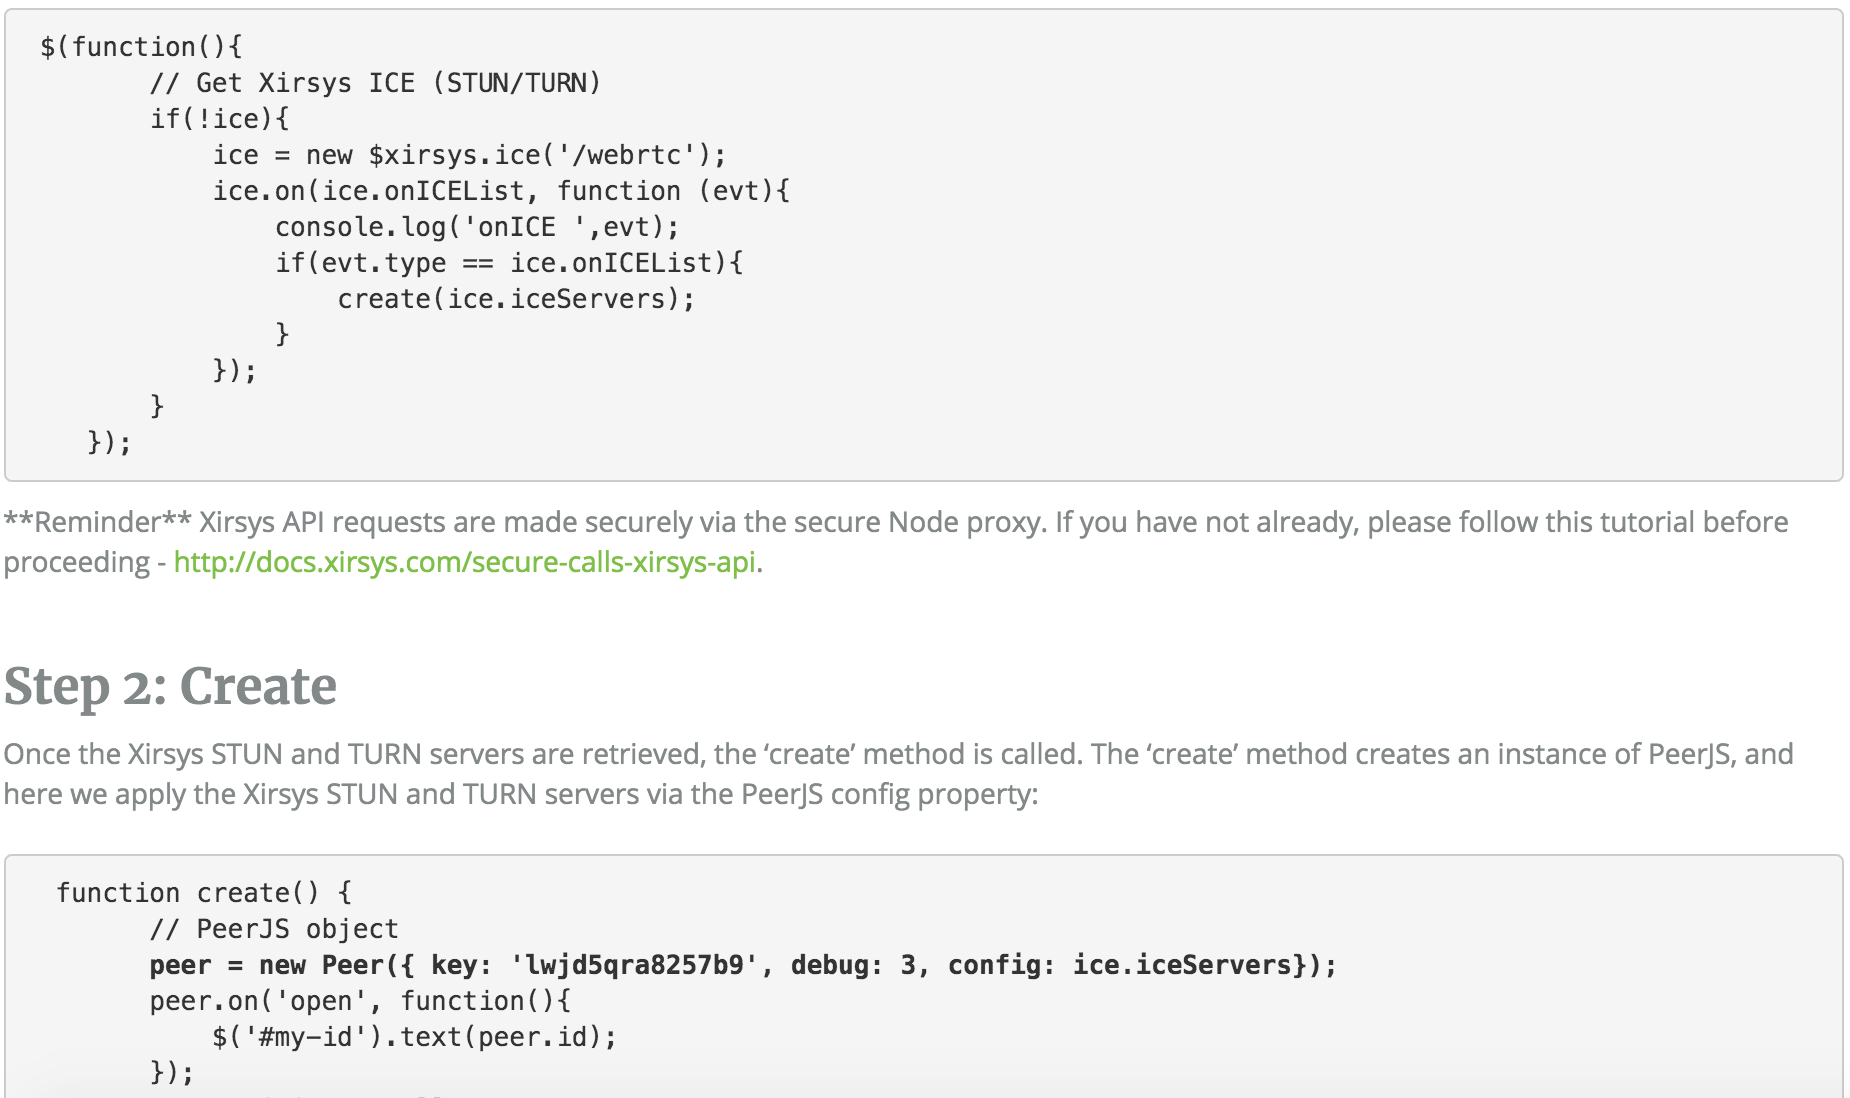 $(function(){
// Get Xirsys ICE (STUN/TURN)
if(!ice){
ice = new $xirsys.ice('/webrtc');
ice.on(ice.onICEList, function (evt){
console.log('onICE ',evt);
if(evt.type == ice.onICEList){
create(ice.iceServers);
}
});
}
});
**Reminder** Xirsys API requests are made securely via the secure Node proxy. If you have not already, please follow this tutorial before
proceeding - http://docs.xirsys.com/secure-calls-xirsys-api.
Step 2: Create
Once the Xirsys STUN and TURN servers are retrieved, the ‘create’ method is called. The ‘create’ method creates an instance of PeerJS, and
here we apply the Xirsys STUN and TURN servers via the PeerJS config property:
function create() {
// PeerJS object
peer = new Peer({ key: 'lwjd5qra8257b9', debug: 3, config: ice.iceServers});
peer.on('open', function(){
$('#my-id').text(peer.id);
});